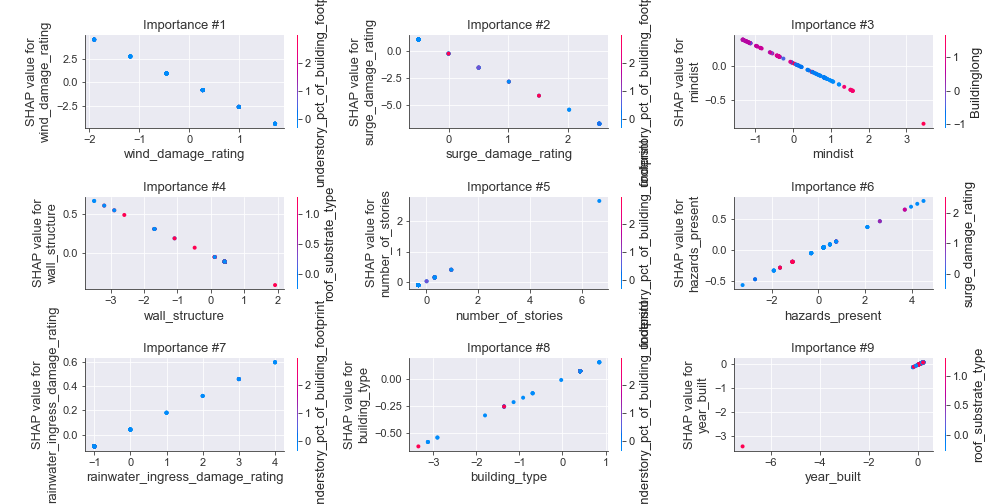 Importance #1
SHAP value for
wind_damage_rating
2.5
0.0
−2.5
−2
−1
0
1
wind_damage_rating
2
1
0
understory_pct_of_building_footprint
Importance #2
SHAP value for
surge_damage_rating
0.0
−2.5
−5.0
0
1
2
surge_damage_rating
2
1
0
understory_pct_of_building_footprint
Importance #3
SHAP value for
mindist
0.0
−0.5
−1
0
1
2
3
mindist
1
0
−1
Buildinglong
Importance #4
SHAP value for
wall_structure
0.5
0.0
−3
−2
−1
0
1
2
wall_structure
1.0
0.5
0.0
roof_substrate_type
Importance #5
SHAP value for
number_of_stories
2
1
0
0
2
4
6
number_of_stories
2
1
0
understory_pct_of_building_footprint
Importance #6
SHAP value for
hazards_present
0.5
0.0
−0.5
−2
0
2
4
hazards_present
2
1
0
surge_damage_rating
Importance #7
SHAP value for
rainwater_ingress_damage_rating
0.6
0.4
0.2
0.0
−1
0
1
2
3
4
rainwater_ingress_damage_rating
2
1
0
understory_pct_of_building_footprint
Importance #8
SHAP value for
building_type
0.00
−0.25
−0.50
−3
−2
−1
0
1
building_type
2
1
0
understory_pct_of_building_footprint
Importance #9
SHAP value for
year_built
0
−1
−2
−3
−6
−4
−2
0
year_built
1.0
0.5
0.0
roof_substrate_type